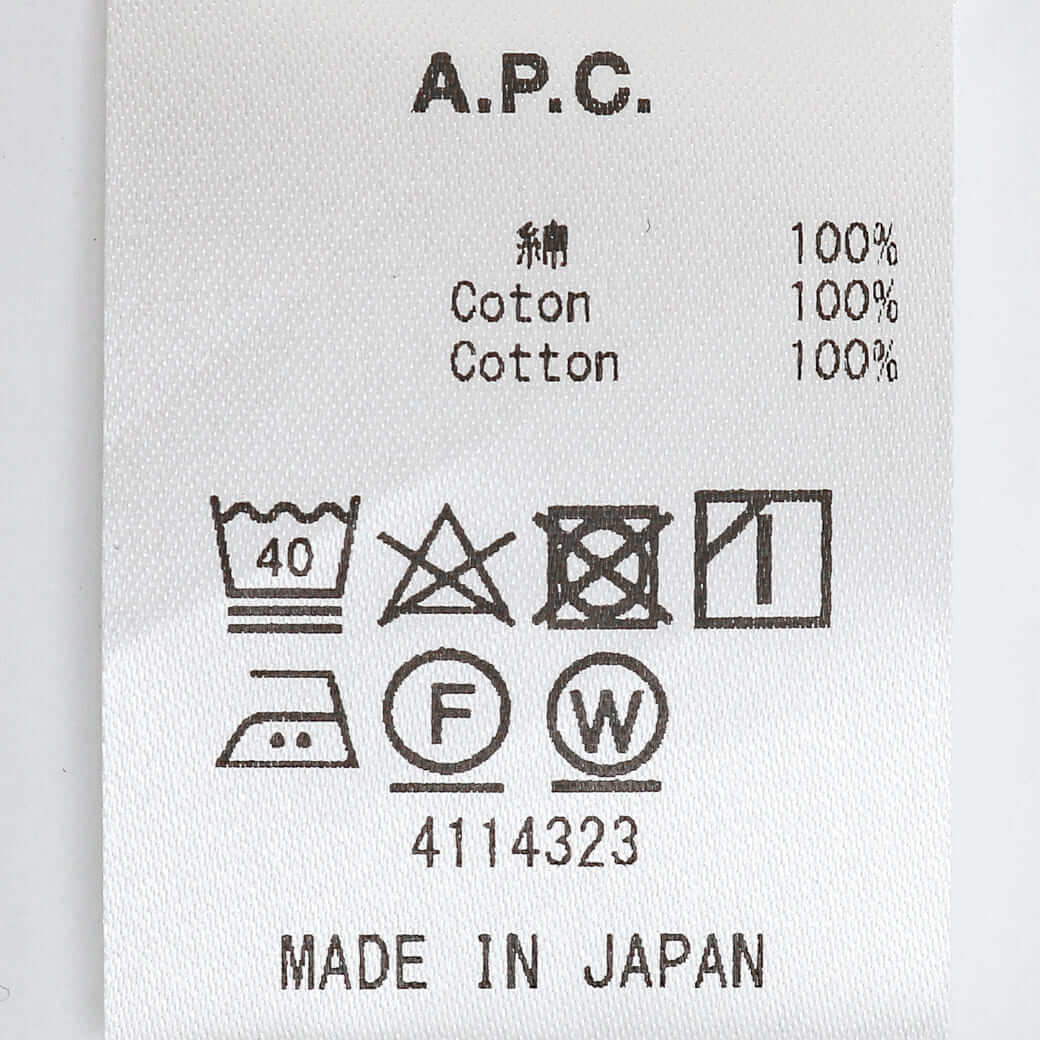 A.P.C.
綿 100%
Coton 100%
Cotton 100%
40
F W
4114323
MADE IN JAPAN